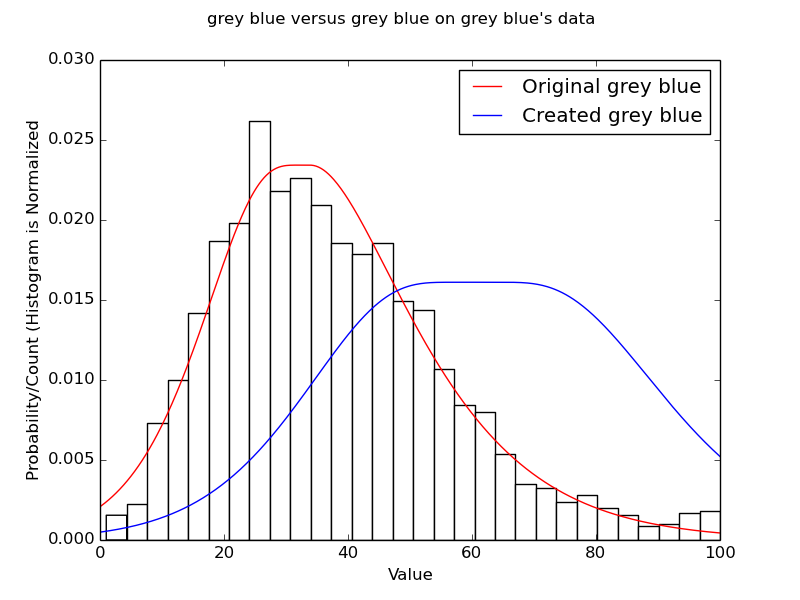 grey blue versus grey blue on grey blue's data
0.030
0.025
0.020
0.015
0.010
0.005
0.000
Probability/Count (Histogram is Normalized
Original grey blue
Created grey blue
0 20 40 60 80 100
Value